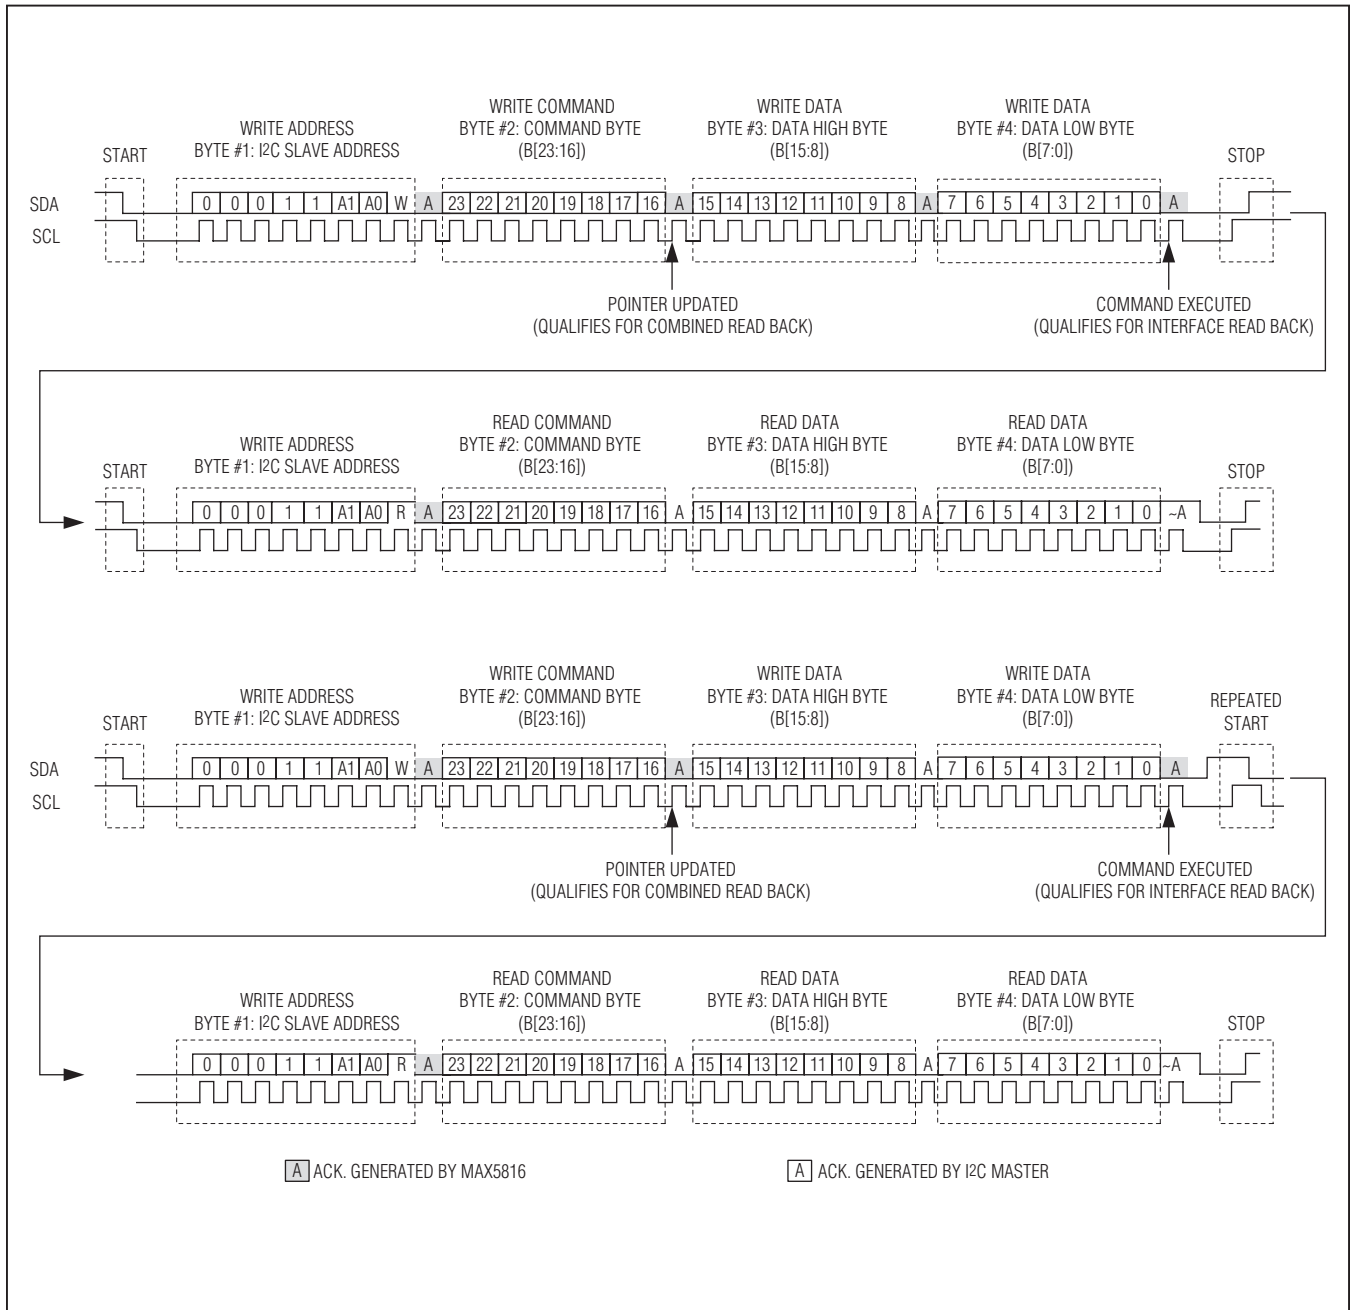 WRITE COMMAND WRITE DATA WRITE DATA
WRITE ADDRESS BYTE #2: COMMAND BYTE BYTE #3: DATA HIGH BYTE BYTE #4: DATA LOW BYTE
START BYTE #1: I2C SLAVE ADDRESS (B[23:16]) (B[15:8]) (B[7:0]) STOP
SDA 0 0 0 1 1 A1 A0 W A 23 22 21 20 19 18 17 16 A 15 14 13 12 11 10 9 8 A 7 6 5 4 3 2 1 0 A
SCL
POINTER UPDATED COMMAND EXECUTED
(QUALIFIES FOR COMBINED READ BACK) (QUALIFIES FOR INTERFACE READ BACK)
READ COMMAND READ DATA READ DATA
WRITE ADDRESS BYTE #2: COMMAND BYTE BYTE #3: DATA HIGH BYTE BYTE #4: DATA LOW BYTE
START BYTE #1: I2C SLAVE ADDRESS (B[23:16]) (B[15:8]) (B[7:0]) STOP
0 0 0 1 1 A1 A0 R A 23 22 21 20 19 18 17 16 A 15 14 13 12 11 10 9 8 A 7 6 5 4 3 2 1 0 ~A
WRITE COMMAND WRITE DATA WRITE DATA
WRITE ADDRESS BYTE #2: COMMAND BYTE BYTE #3: DATA HIGH BYTE BYTE #4: DATA LOW BYTE REPEATED
START BYTE #1: I2C SLAVE ADDRESS (B[23:16]) (B[15:8]) (B[7:0]) START
SDA 0 0 0 1 1 A1 A0 W A 23 22 21 20 19 18 17 16 A 15 14 13 12 11 10 9 8 A 7 6 5 4 3 2 1 0 A
SCL
POINTER UPDATED COMMAND EXECUTED
(QUALIFIES FOR COMBINED READ BACK) (QUALIFIES FOR INTERFACE READ BACK)
READ COMMAND READ DATA READ DATA
WRITE ADDRESS BYTE #2: COMMAND BYTE BYTE #3: DATA HIGH BYTE BYTE #4: DATA LOW BYTE
BYTE #1: I2C SLAVE ADDRESS (B[23:16]) (B[15:8]) (B[7:0]) STOP
0 0 0 1 1 A1 A0 R A 23 22 21 20 19 18 17 16 A 15 14 13 12 11 10 9 8 A 7 6 5 4 3 2 1 0 ~A
A ACK. GENERATED BY MAX5816 A ACK. GENERATED BY I2C MASTER